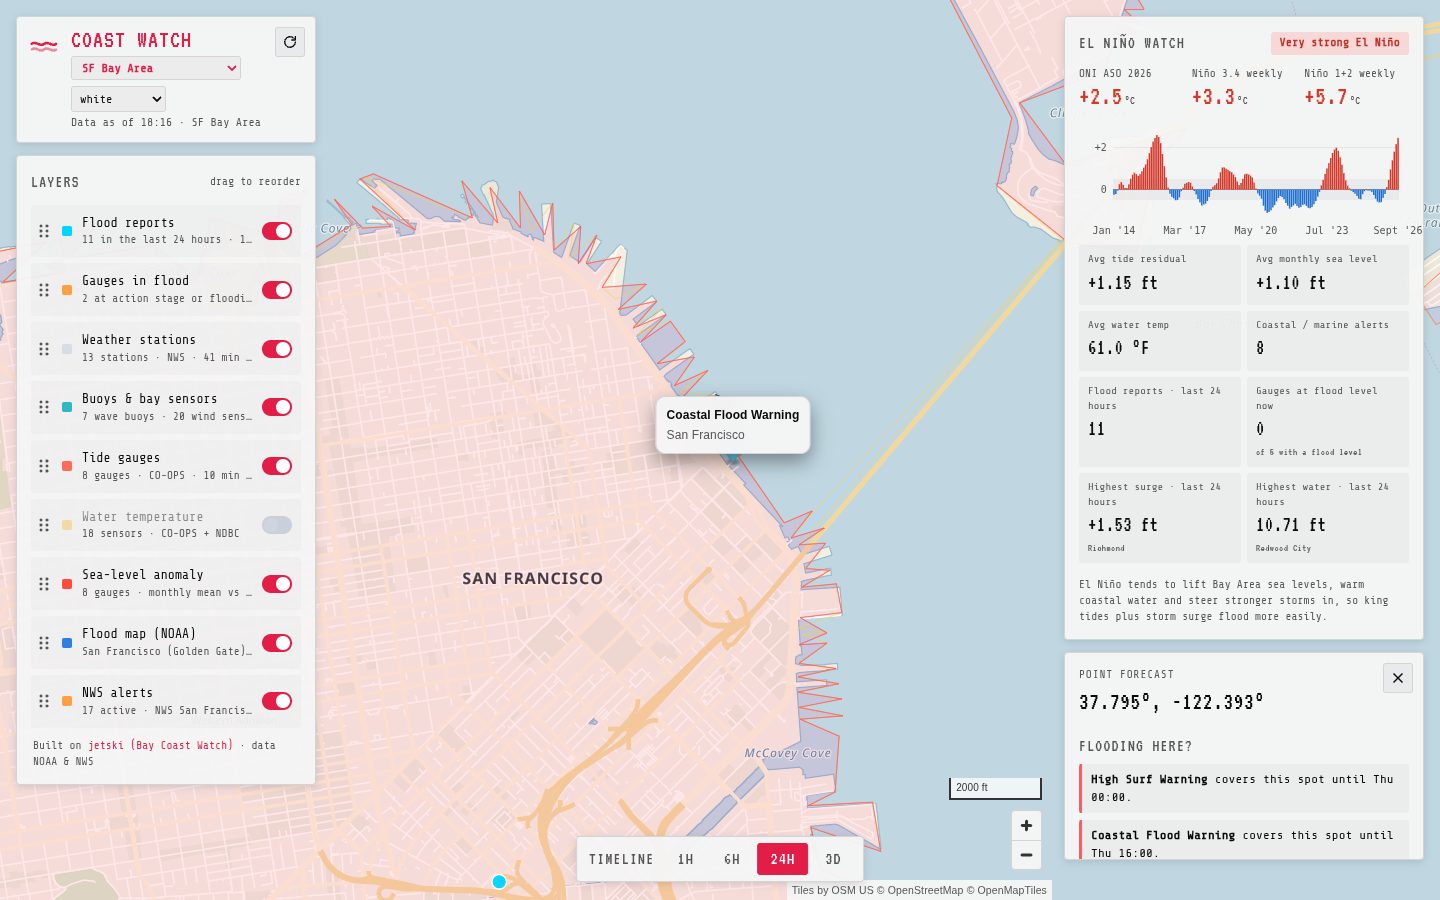 COAST WATCH
SF Bay Area
white
Data as of 18:16 · SF Bay Area
LAYERS
drag to reorder
Flood reports
11 in the last 24 hours · 1…
Gauges in flood
2 at action stage or floodi…
Weather stations
13 stations · NWS · 41 min …
Buoys & bay sensors
7 wave buoys · 20 wind sens…
Tide gauges
8 gauges · CO-OPS · 10 min …
Water temperature
18 sensors · CO-OPS + NDBC
Sea-level anomaly
8 gauges · monthly mean vs …
Flood map (NOAA)
San Francisco (Golden Gate)…
NWS alerts
17 active · NWS San Francis…
Built on jetski (Bay Coast Watch) · data
NOAA & NWS
Cove
Coastal Flood Warning
San Francisco
SAN FRANCISCO
McCovey Cove
2000 ft
+
−
TIMELINE 1H 6H 24H 3D
Tiles by OSM US © OpenStreetMap © OpenMapTiles
EL NIÑO WATCH
Very strong El Niño
ONI ASO 2026
+2.5 °C
Niño 3.4 weekly
+3.3 °C
Niño 1+2 weekly
+5.7 °C
+2
0
Jan '14 Mar '17 May '20 Jul '23 Sept '26
Avg tide residual
+1.15 ft
Avg monthly sea level
+1.10 ft
Avg water temp
61.0 °F
Coastal / marine alerts
8
Flood reports · last 24
hours
11
Gauges at flood level
now
0
of 5 with a flood level
Highest surge · last 24
hours
+1.53 ft
Richmond
Highest water · last 24
hours
10.71 ft
Redwood City
El Niño tends to lift Bay Area sea levels, warm
coastal water and steer stronger storms in, so king
tides plus storm surge flood more easily.
POINT FORECAST
37.795°, -122.393°
FLOODING HERE?
High Surf Warning covers this spot until Thu
00:00.
Coastal Flood Warning covers this spot until
Thu 16:00.